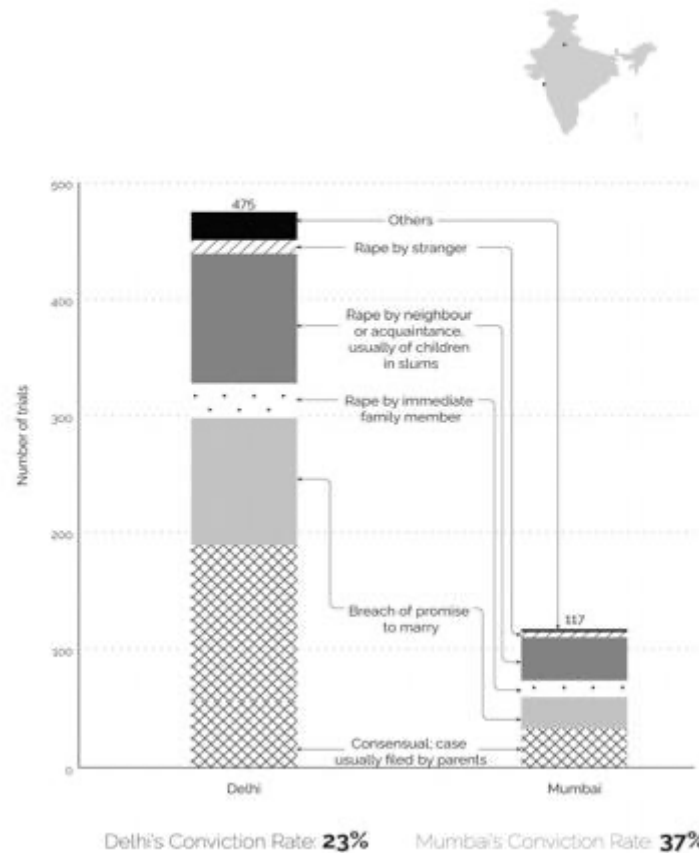 500
475
Others
Rape by stranger
400
Rape by neighbour
or acquaintance,
usually of children
in slums
Rape by immediate
family member
300
Number of trials
200
Breach of promise
to marry
117
100
Consensual; case
usually filed by parents
0
Delhi
Mumbai
Delhi's Conviction Rate: 23%
Mumbai's Conviction Rate: 37%